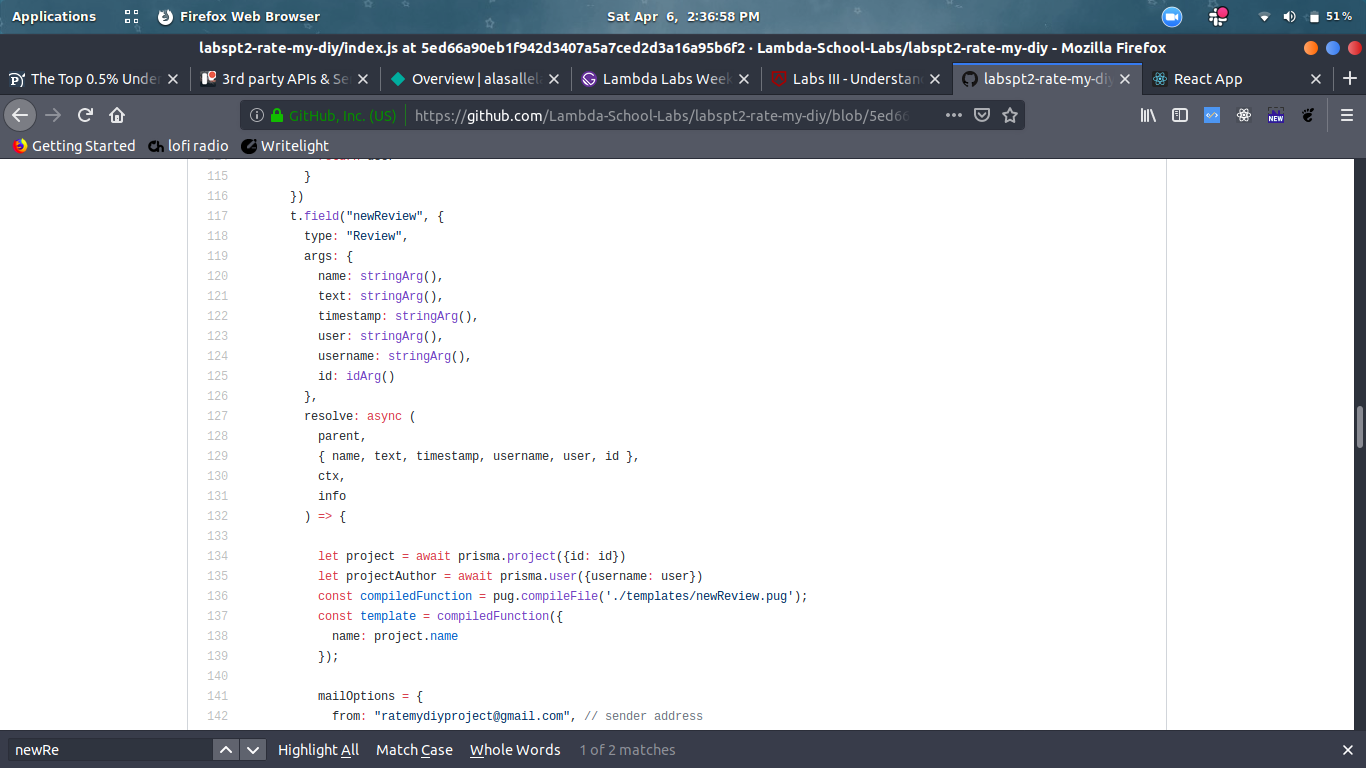 Applications Firefox Web Browser Sat Apr 6, 2:36:58 PM 51 %
labspt2-rate-my-diy/index.js at 5ed66a90eb1f942d3407a5a7ced2d3a16a95b6f2 · Lambda-School-Labs/labspt2-rate-my-diy - Mozilla Firefox
The Top 0.5% Unde 3rd party APIs & Se Overview | alasallel Lambda Labs Week Labs III - Understan labspt2-rate-my-diy React App
GitHub, Inc. (US) https://github.com/Lambda-School-Labs/labspt2-rate-my-diy/blob/5ed6 NEW
Getting Started lofi radio Writelight
115 }
116 })
117 t.field("newReview", {
118 type: "Review",
119 args: {
120 name: stringArg(),
121 text: stringArg(),
122 timestamp: stringArg(),
123 user: stringArg(),
124 username: stringArg(),
125 id: idArg()
126 },
127 resolve: async (
128 parent,
129 { name, text, timestamp, username, user, id },
130 ctx,
131 info
132 ) => {
133
134 let project = await prisma.project({id: id})
135 let projectAuthor = await prisma.user({username: user})
136 const compiledFunction = pug.compileFile('./templates/newReview.pug');
137 const template = compiledFunction({
138 name: project.name
139 });
140
141 mailOptions = {
142 from: "ratemydiyproject@gmail.com", // sender address
newRe Highlight All Match Case Whole Words 1 of 2 matches